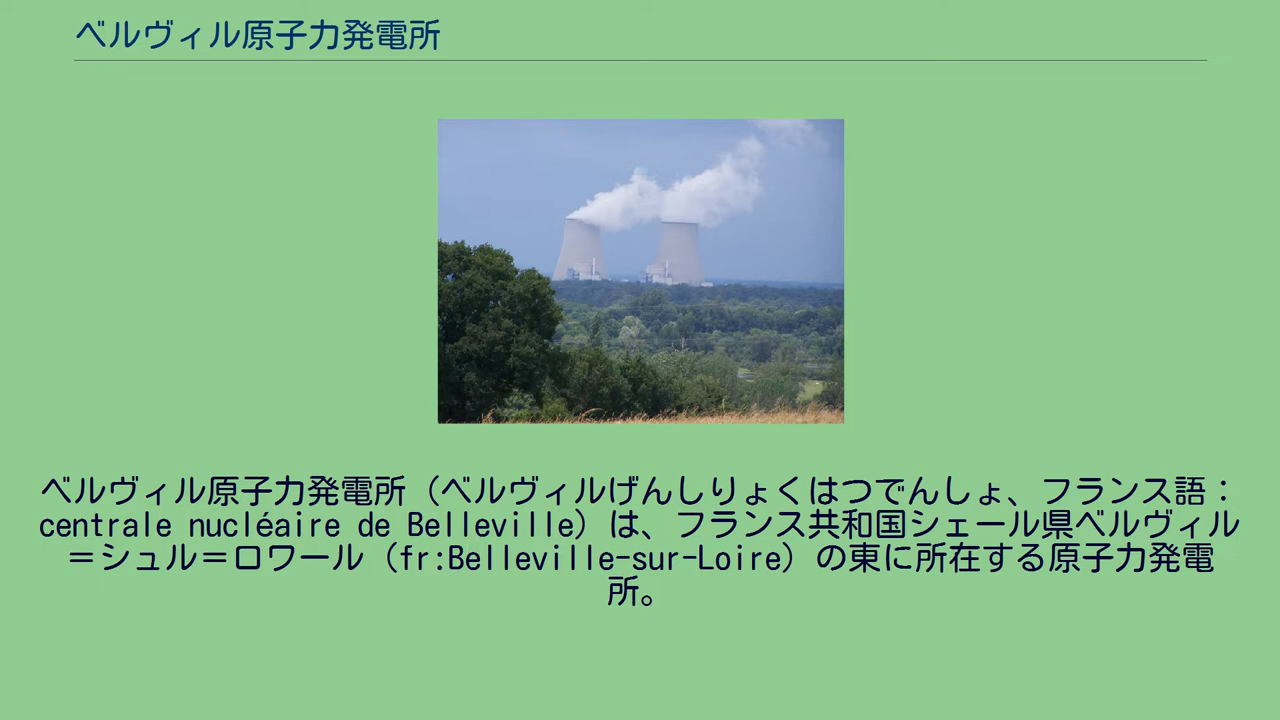 ベルヴィル原子力発電所
ベルヴィル原子力発電所（ベルヴィルげんしりょくはつでんしょ、フランス語：
centrale nucléaire de Belleville）は、フランス共和国シェール県ベルヴィル
＝シュル＝ロワール（fr:Belleville-sur-Loire）の東に所在する原子力発電
所。